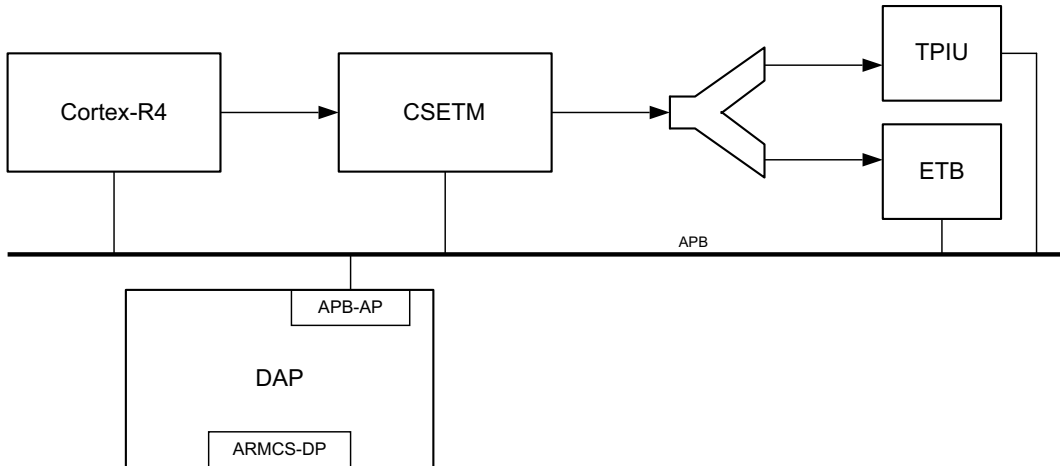 TPIU
Cortex-R4
CSETM
ETB
APB
APB-AP
DAP
ARMCS-DP